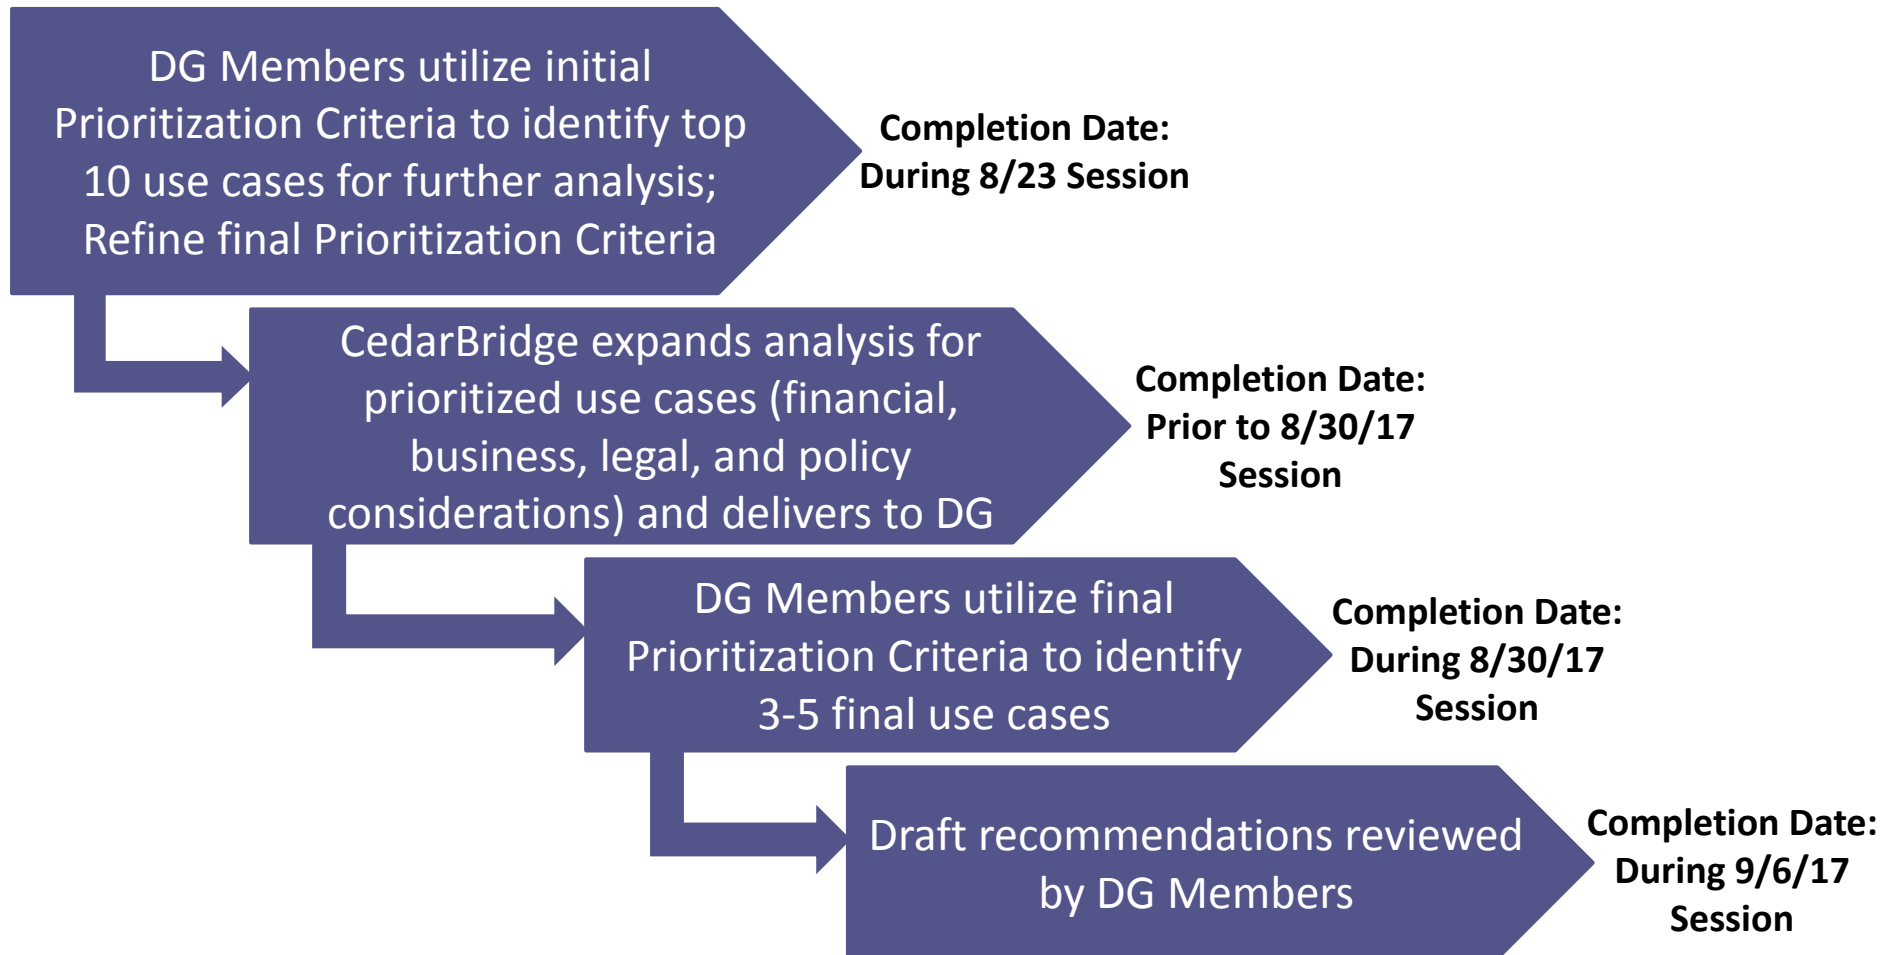 DG Members utilize initial
Prioritization Criteria to identify top
10 use cases for further analysis;
Refine final Prioritization Criteria
Completion Date:
During 8/23 Session
CedarBridge expands analysis for
prioritized use cases (financial,
business, legal, and policy
considerations) and delivers to DG
Completion Date:
Prior to 8/30/17
Session
DG Members utilize final
Prioritization Criteria to identify
3-5 final use cases
Completion Date:
During 8/30/17
Session
Draft recommendations reviewed
by DG Members
Completion Date:
During 9/6/17
Session